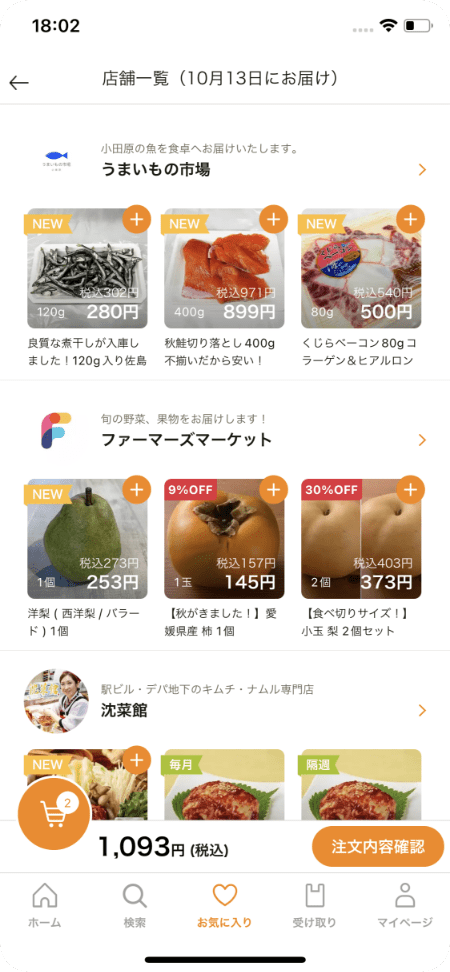 18:02
店舗一覧（10月13日にお届け）
小田原の魚を食卓へお届けいたします。
うまいもの市場
うまいもの市場
NEW
税込302円
120g 280円
良質な煮干しが入庫し
ました！120g 入り佐島
NEW
税込971円
400g 899円
秋鮭切り落とし400g
不揃いだから安い！
NEW
税込540円
80g 500円
くじらベーコン80gコ
ラーゲン＆ヒアルロン
旬の野菜、果物をお届けします！
ファーマーズマーケット
NEW
税込273円
1個 253円
洋梨 ( 西洋梨 / バラー
ド ) 1個
9%OFF
税込157円
1玉 145円
【秋がきました！】愛
媛県産 柿 1個
30%OFF
税込403円
2個 373円
【食べ切りサイズ！】
小玉 梨 2個セット
駅ビル・デパ地下のキムチ・ナムル専門店
沈菜館
NEW
毎月
隔週
2
1,093円 (税込)
注文内容確認
ホーム
検索
お気に入り
受け取り
マイページ